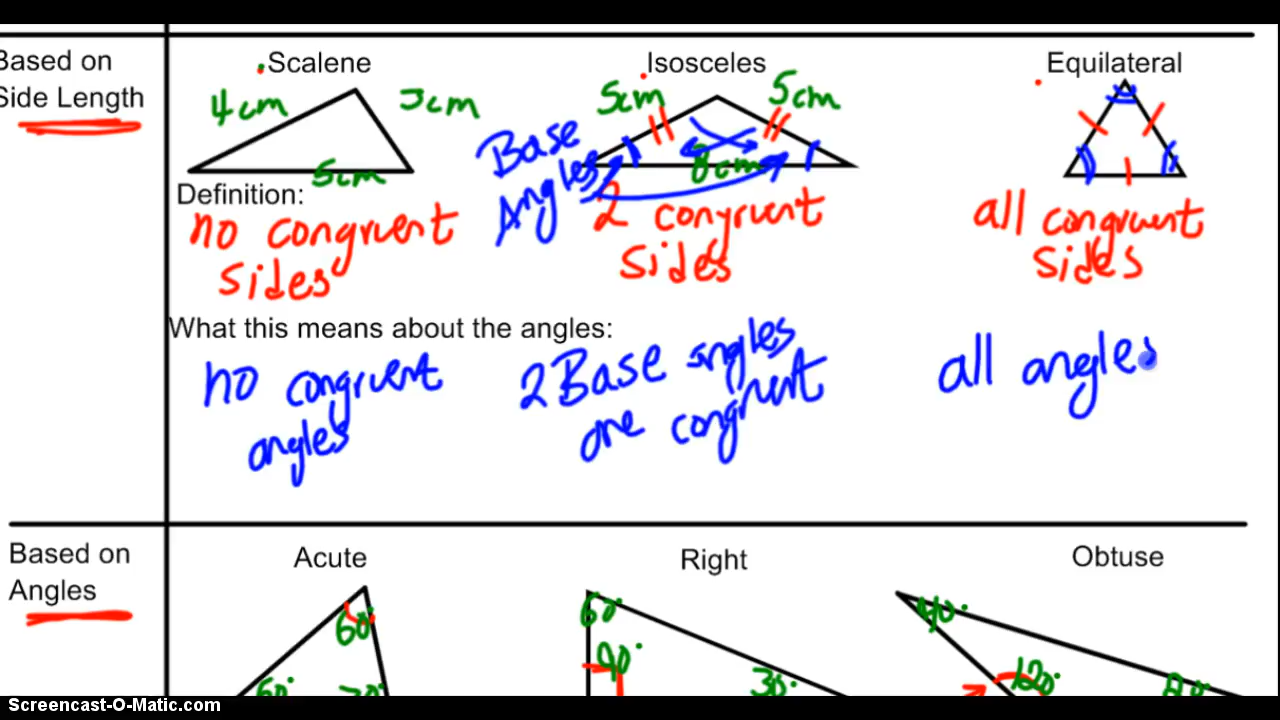 Based on
Side Length
Scalene
Isosceles
Equilateral
4cm
5cm
5cm
5cm
Base
Angles
8cm
Definition:
no congruent
sides
2 congruent
sides
all congruent
sides
What this means about the angles:
no congruent
angles
2 Base angles
are congruent
all angles
Based on
Angles
Acute
Right
Obtuse
60°
60°
90°
30°
40°
120°
Screencast-O-Matic.com